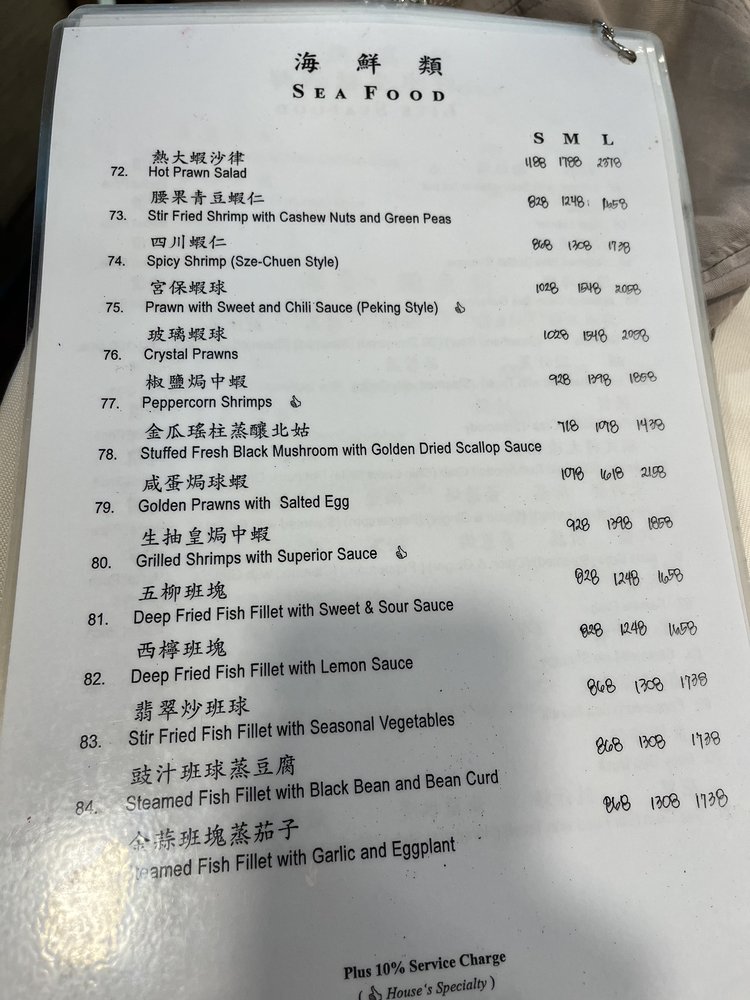 海鮮類
SEA FOOD
S M L
熱大蝦沙律
72. Hot Prawn Salad 1188 1788 2378
腰果青豆蝦仁
73. Stir Fried Shrimp with Cashew Nuts and Green Peas 828 1248 1658
四川蝦仁
74. Spicy Shrimp (Sze-Chuen Style) 868 1308 1738
宮保蝦球
75. Prawn with Sweet and Chili Sauce (Peking Style) 1028 1548 2058
玻璃蝦球
76. Crystal Prawns 1028 1548 2058
椒鹽焗中蝦
77. Peppercorn Shrimps 928 1398 1858
金瓜瑤柱蒸釀北姑
78. Stuffed Fresh Black Mushroom with Golden Dried Scallop Sauce 718 1078 1438
咸蛋焗球蝦
79. Golden Prawns with Salted Egg 1078 1618 2158
生抽皇焗中蝦
80. Grilled Shrimps with Superior Sauce 928 1398 1858
五柳班塊
81. Deep Fried Fish Fillet with Sweet & Sour Sauce 828 1248 1658
西檸班塊
82. Deep Fried Fish Fillet with Lemon Sauce 828 1248 1658
翡翠炒班球
83. Stir Fried Fish Fillet with Seasonal Vegetables 868 1308 1738
豉汁班球蒸豆腐
84. Steamed Fish Fillet with Black Bean and Bean Curd 868 1308 1738
金蒜班塊蒸茄子
Steamed Fish Fillet with Garlic and Eggplant 868 1308 1738
Plus 10% Service Charge
( House's Specialty )